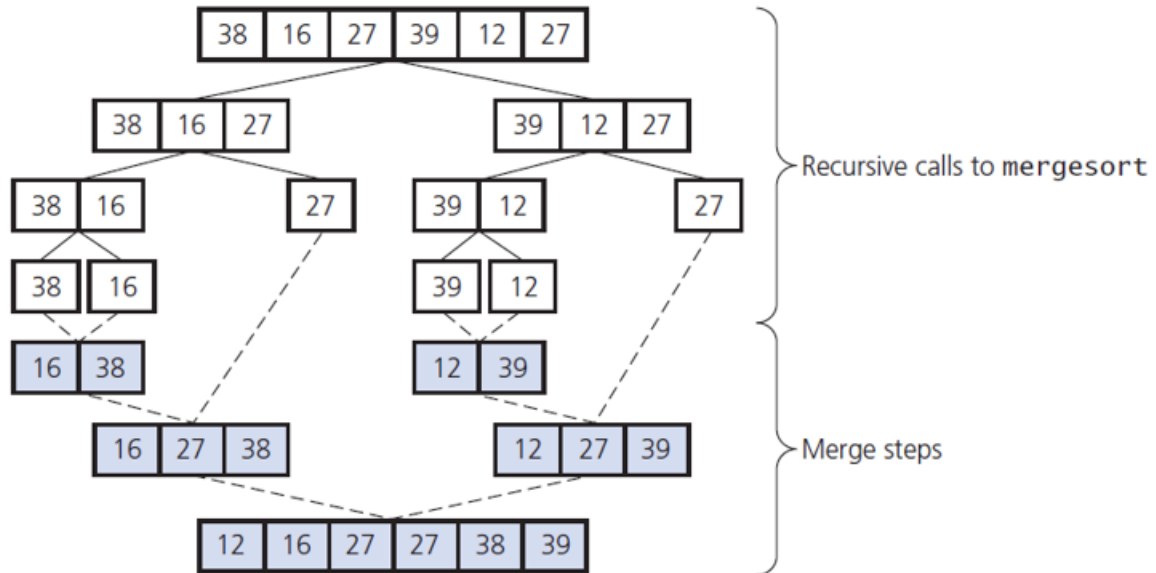 38 16 27 39 12 27
38 16 27 39 12 27
Recursive calls to mergesort
38 16 27 39 12 27
38 16 39 12
16 38 12 39
16 27 38 12 27 39
Merge steps
12 16 27 27 38 39